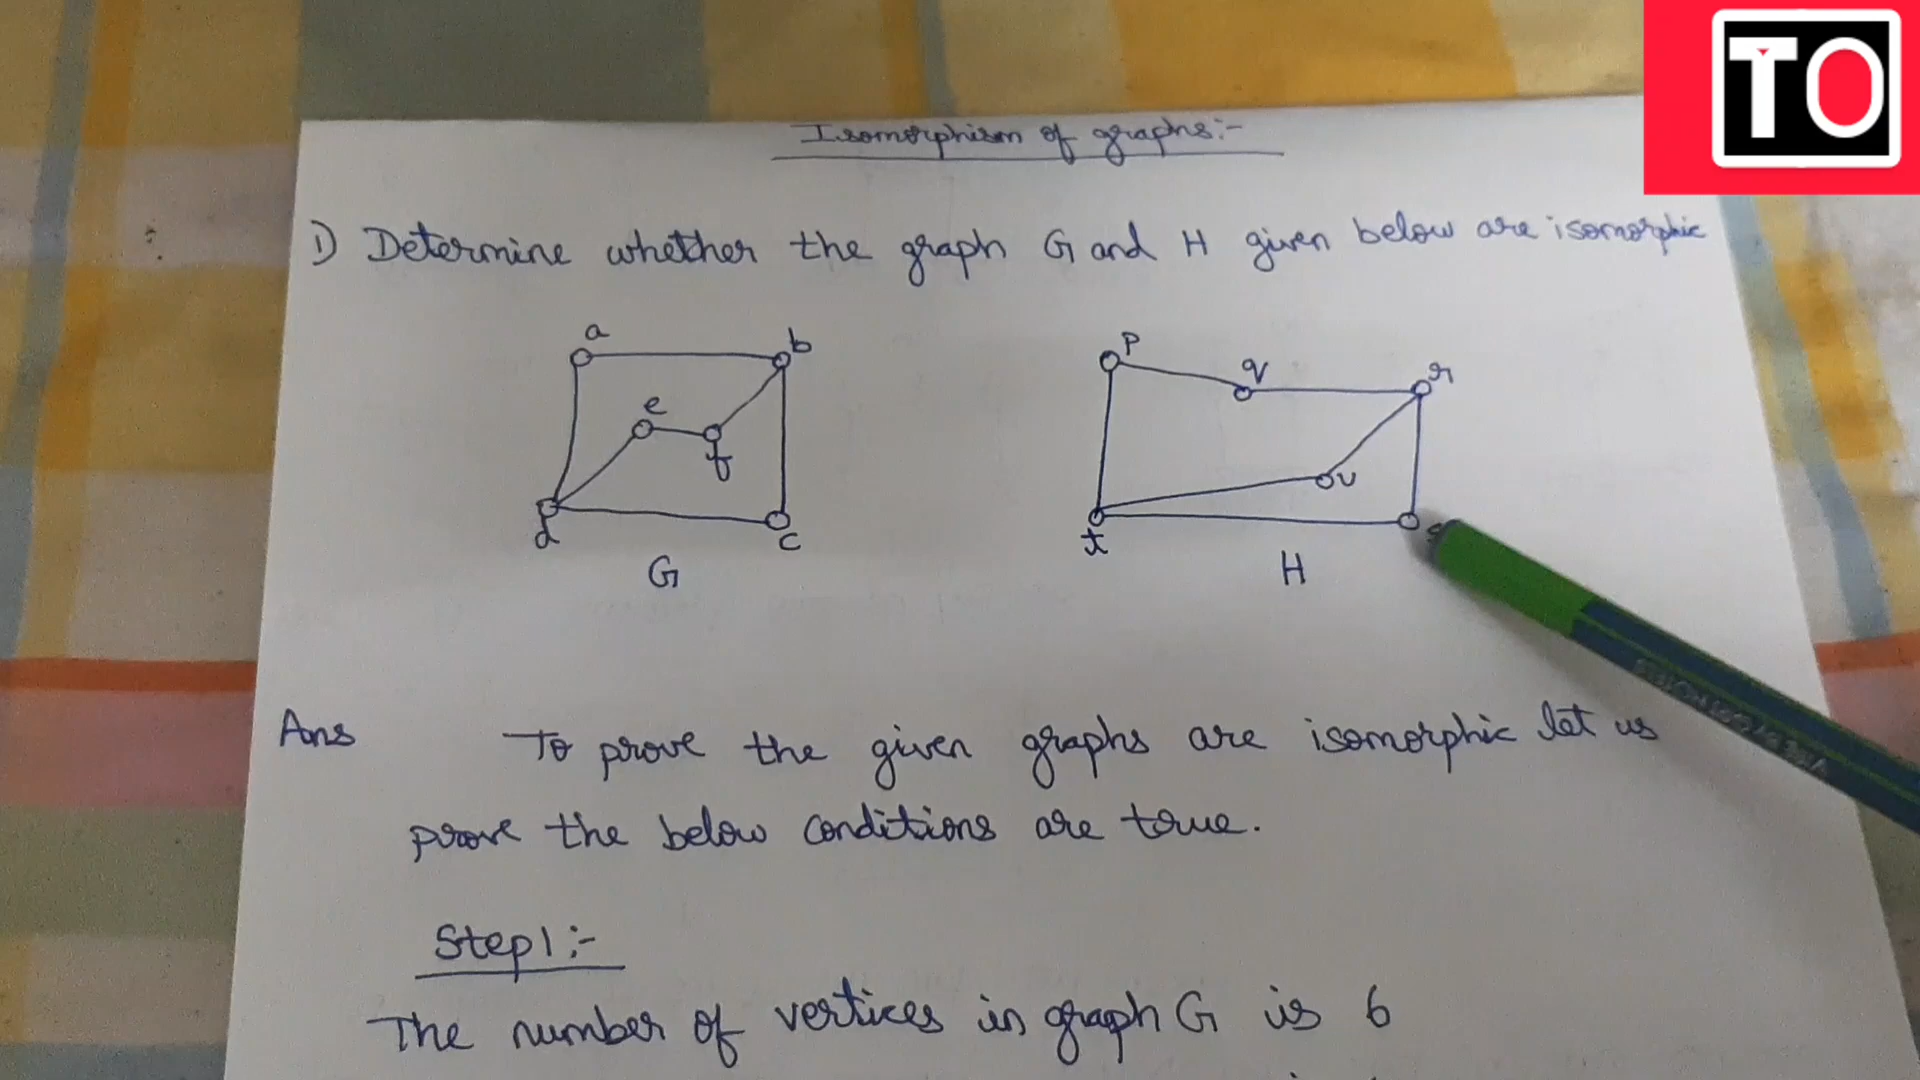 TO
Isomorphism of graphs:-
1) Determine whether the graph G and H given below are isomorphic
a b
e
f
d c
G
p q r
v
t
H
Ans To prove the given graphs are isomorphic let us
prove the below conditions are true.
Step1:-
The number of vertices in graph G is 6